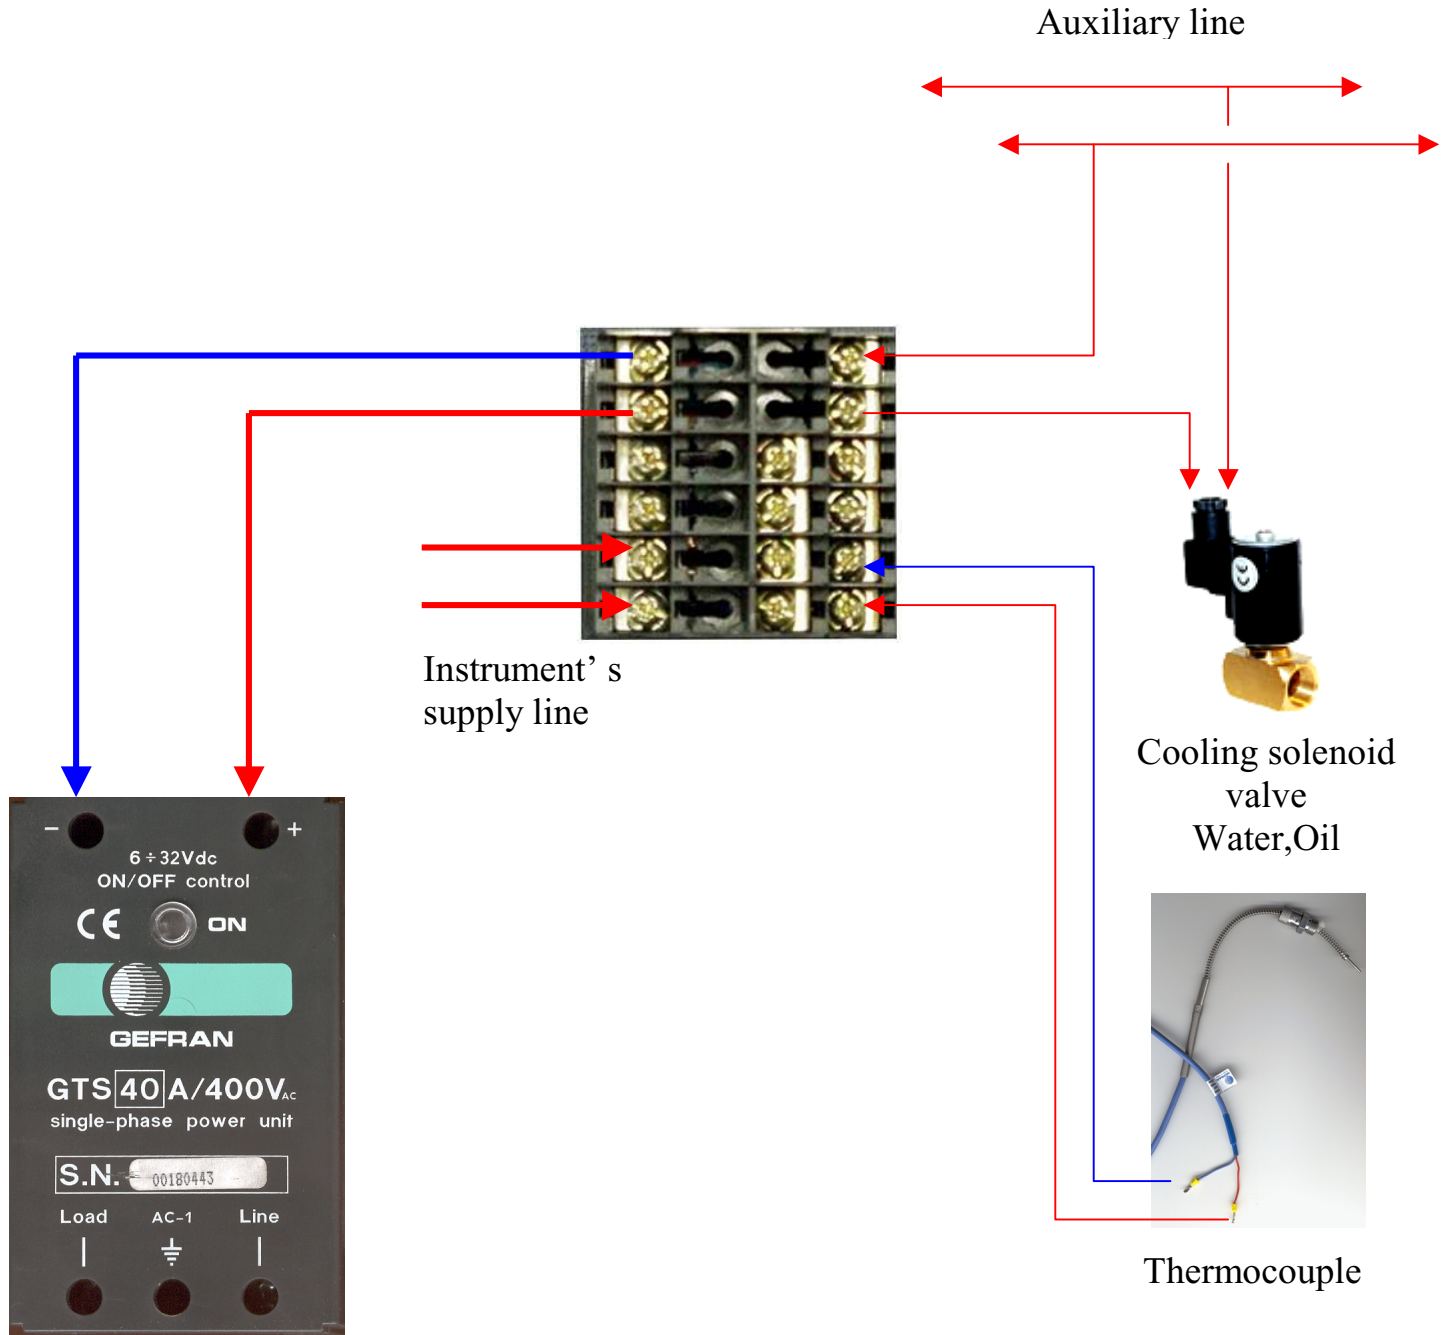 Auxiliary line
Instrument’ s
supply line
Cooling solenoid
valve
Water,Oil
Thermocouple
- +
6÷32Vdc
ON/OFF control
CE ON
GEFRAN
GTS 40 A/400VAC
single-phase power unit
S.N. 00180443
Load AC-1 Line